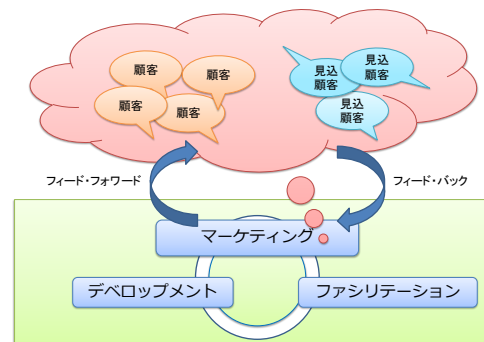 顧客
顧客
顧客
顧客
見込
顧客
見込
顧客
見込
顧客
フィード・フォワード
フィード・バック
マーケティング
デベロップメント
ファシリテーション